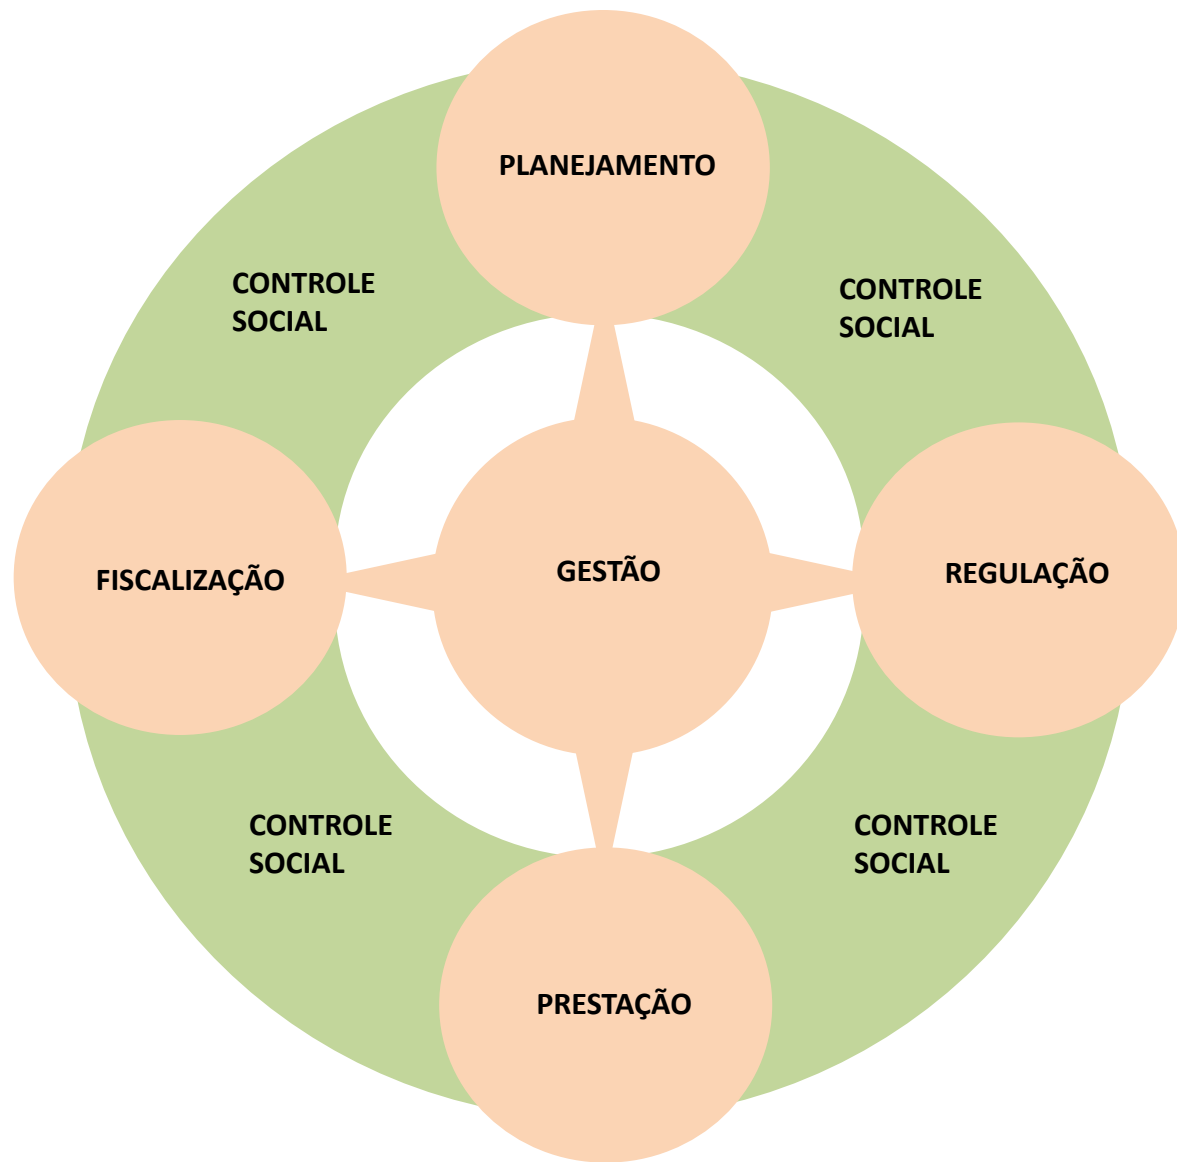 PLANEJAMENTO
CONTROLE
SOCIAL
CONTROLE
SOCIAL
FISCALIZAÇÃO
GESTÃO
REGULAÇÃO
CONTROLE
SOCIAL
CONTROLE
SOCIAL
PRESTAÇÃO